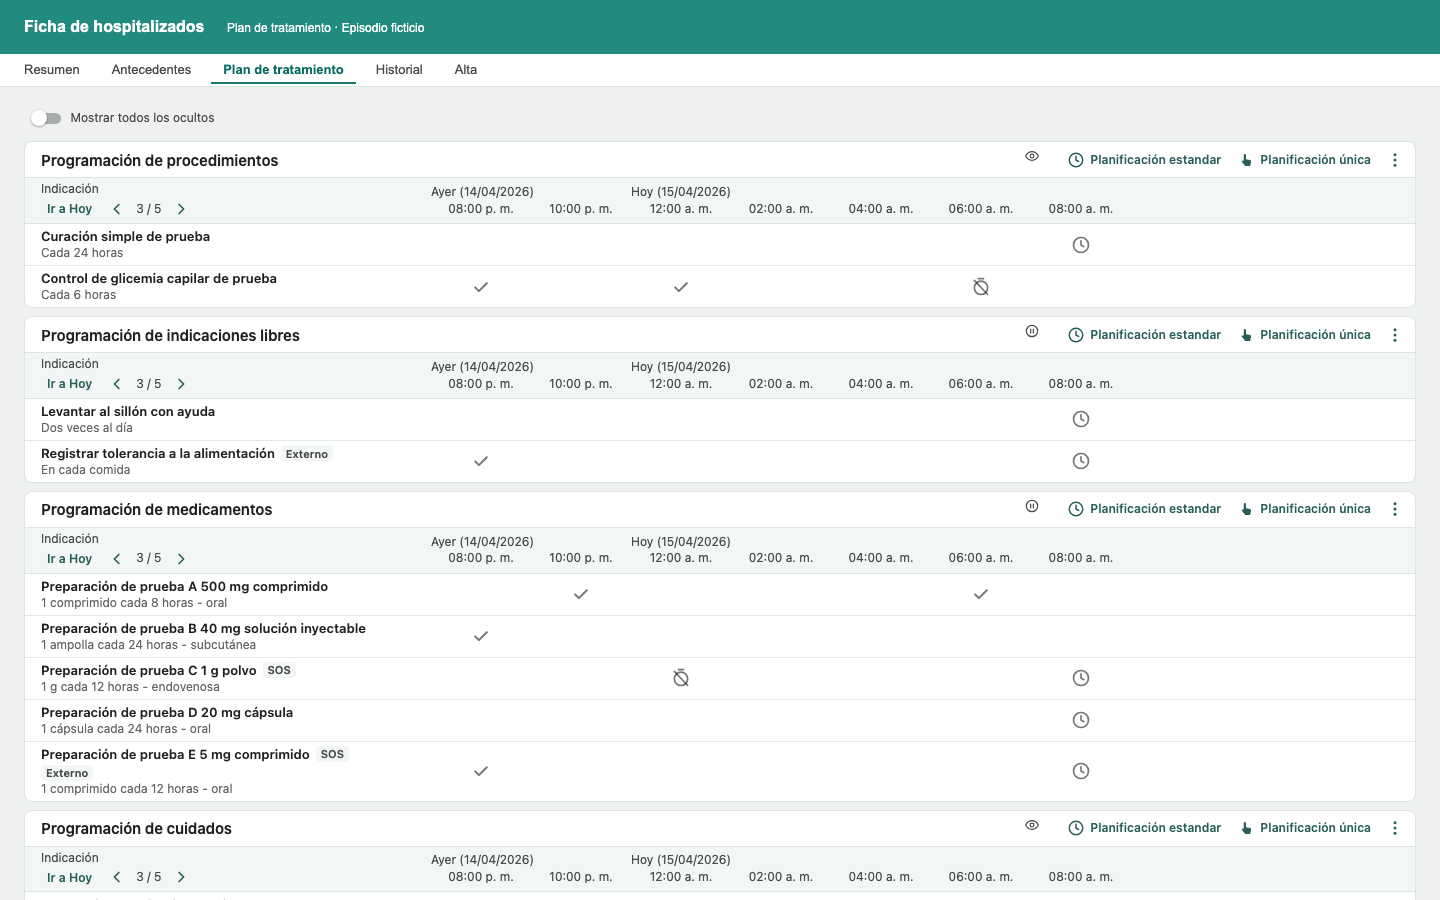 Ficha de hospitalizados
Plan de tratamiento · Episodio ficticio
Resumen
Antecedentes
Plan de tratamiento
Historial
Alta
Mostrar todos los ocultos
Programación de procedimientos
Planificación estandar
Planificación única
Indicación
Ir a Hoy
3 / 5
Ayer (14/04/2026)
Hoy (15/04/2026)
08:00 p. m.
10:00 p. m.
12:00 a. m.
02:00 a. m.
04:00 a. m.
06:00 a. m.
08:00 a. m.
Curación simple de prueba
Cada 24 horas
Control de glicemia capilar de prueba
Cada 6 horas
Programación de indicaciones libres
Planificación estandar
Planificación única
Indicación
Ir a Hoy
3 / 5
Ayer (14/04/2026)
Hoy (15/04/2026)
08:00 p. m.
10:00 p. m.
12:00 a. m.
02:00 a. m.
04:00 a. m.
06:00 a. m.
08:00 a. m.
Levantar al sillón con ayuda
Dos veces al día
Registrar tolerancia a la alimentación Externo
En cada comida
Programación de medicamentos
Planificación estandar
Planificación única
Indicación
Ir a Hoy
3 / 5
Ayer (14/04/2026)
Hoy (15/04/2026)
08:00 p. m.
10:00 p. m.
12:00 a. m.
02:00 a. m.
04:00 a. m.
06:00 a. m.
08:00 a. m.
Preparación de prueba A 500 mg comprimido
1 comprimido cada 8 horas - oral
Preparación de prueba B 40 mg solución inyectable
1 ampolla cada 24 horas - subcutánea
Preparación de prueba C 1 g polvo SOS
1 g cada 12 horas - endovenosa
Preparación de prueba D 20 mg cápsula
1 cápsula cada 24 horas - oral
Preparación de prueba E 5 mg comprimido SOS
Externo
1 comprimido cada 12 horas - oral
Programación de cuidados
Planificación estandar
Planificación única
Indicación
Ir a Hoy
3 / 5
Ayer (14/04/2026)
Hoy (15/04/2026)
08:00 p. m.
10:00 p. m.
12:00 a. m.
02:00 a. m.
04:00 a. m.
06:00 a. m.
08:00 a. m.